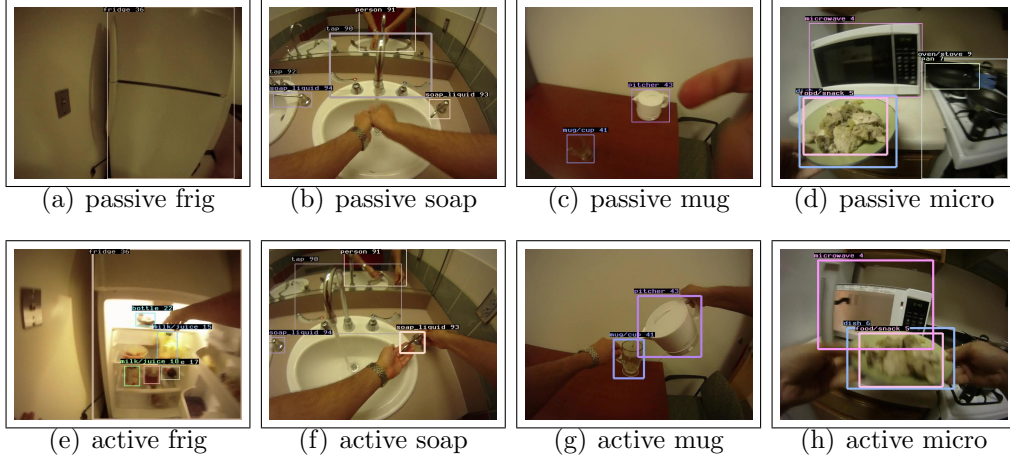 fridge 36
person 91
tap 90
tap 92
soap_liquid 94
soap_liquid 93
pitcher 43
mug/cup 41
microwave 4
oven/stove 9
pan 7
food/snack 5
(a) passive frig
(b) passive soap
(c) passive mug
(d) passive micro
fridge 36
bottle 22
milk/juice 15
milk/juice 18
17
person 91
tap 90
soap_liquid 94
soap_liquid 93
pitcher 43
mug/cup 41
microwave 4
dish 6
food/snack 5
(e) active frig
(f) active soap
(g) active mug
(h) active micro